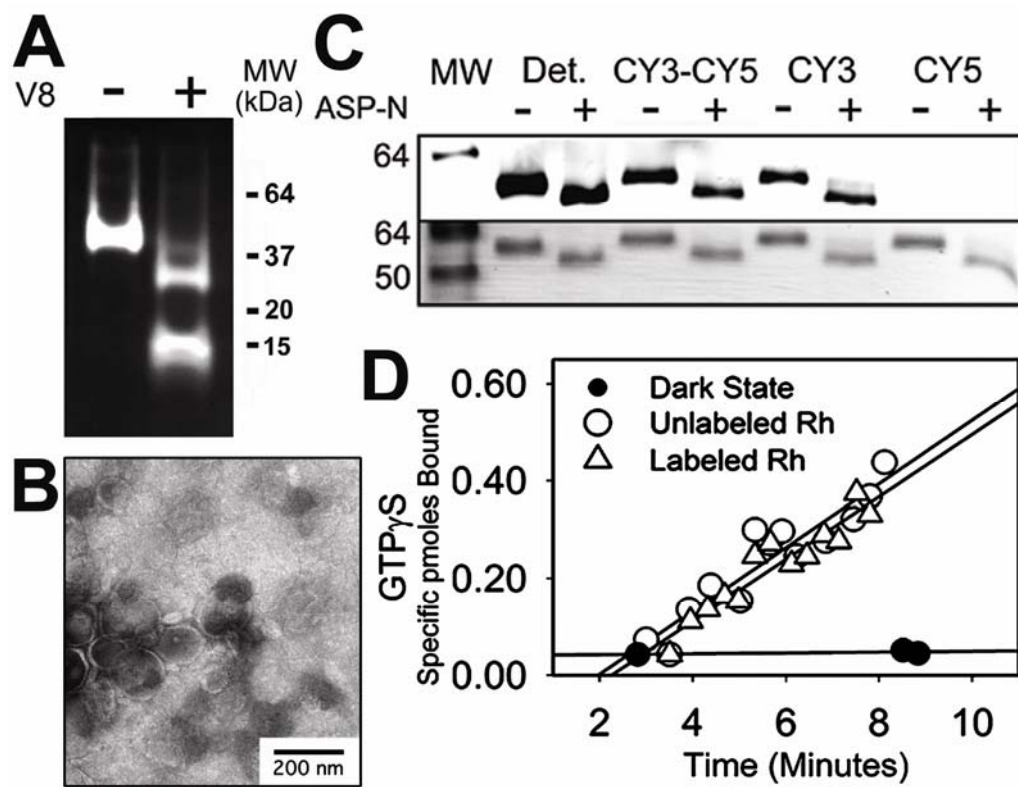 A
V8
-
+
MW
(kDa)
64
37
20
15
B
200 nm
C
MW Det. CY3-CY5 CY3 CY5
ASP-N - + - + - + - +
64
64
50
D
GTPγS
Specific pmoles Bound
0.60
0.40
0.20
0.00
Dark State
Unlabeled Rh
Labeled Rh
2 4 6 8 10
Time (Minutes)